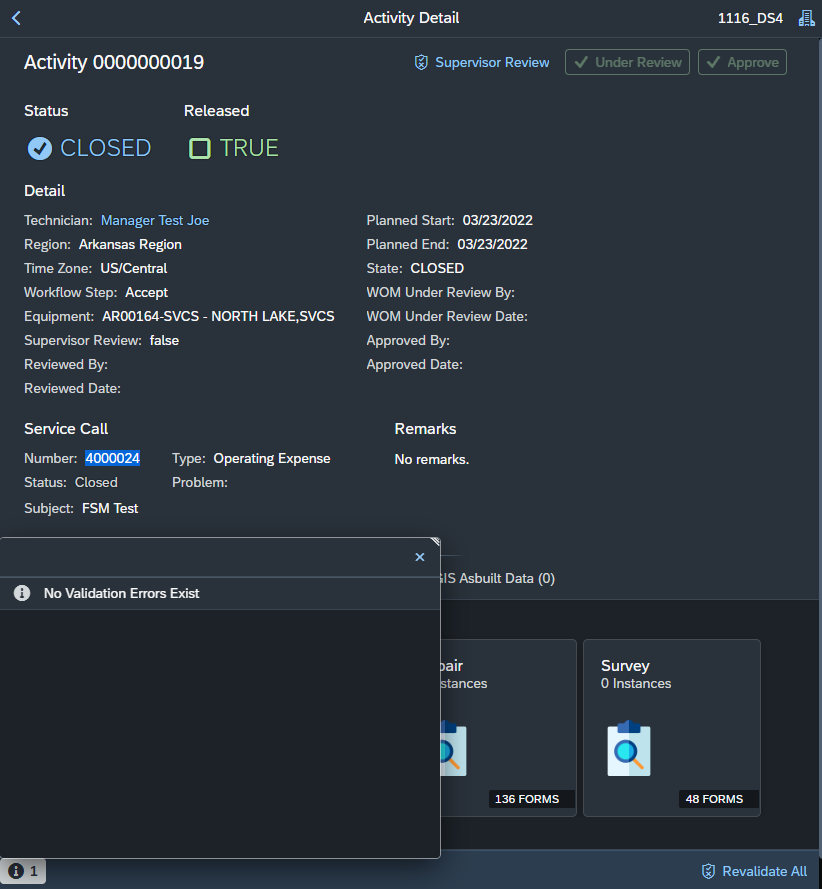 Activity Detail
1116_DS4
Activity 0000000019
Supervisor Review
Under Review
Approve
Status
Released
CLOSED
TRUE
Detail
Technician: Manager Test Joe
Region: Arkansas Region
Time Zone: US/Central
Workflow Step: Accept
Equipment: AR00164-SVCS - NORTH LAKE,SVCS
Supervisor Review: false
Reviewed By:
Reviewed Date:
Planned Start: 03/23/2022
Planned End: 03/23/2022
State: CLOSED
WOM Under Review By:
WOM Under Review Date:
Approved By:
Approved Date:
Service Call
Number: 4000024
Type: Operating Expense
Status: Closed
Problem:
Subject: FSM Test
Remarks
No remarks.
GIS Asbuilt Data (0)
No Validation Errors Exist
pair
stances
136 FORMS
Survey
0 Instances
48 FORMS
1
Revalidate All